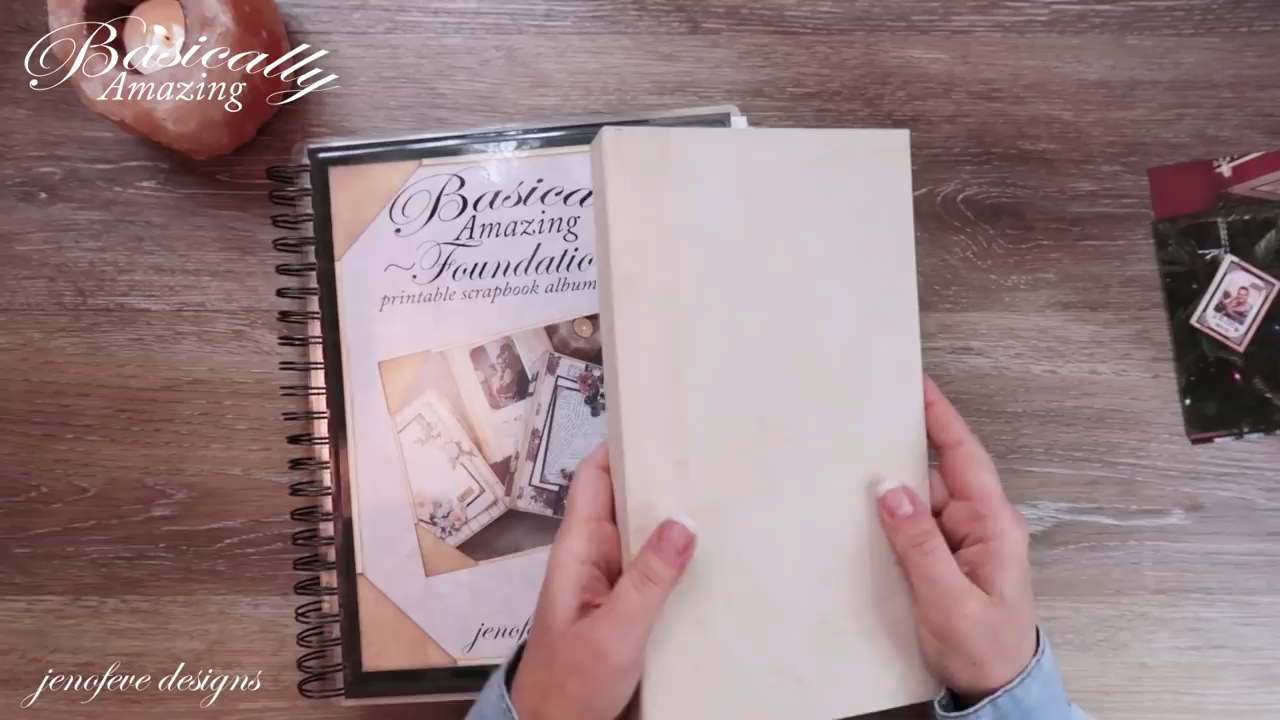 Basically
Amazing
Basica
Amazing
~Foundatio
printable scrapbook album
jenof
jenofeve designs